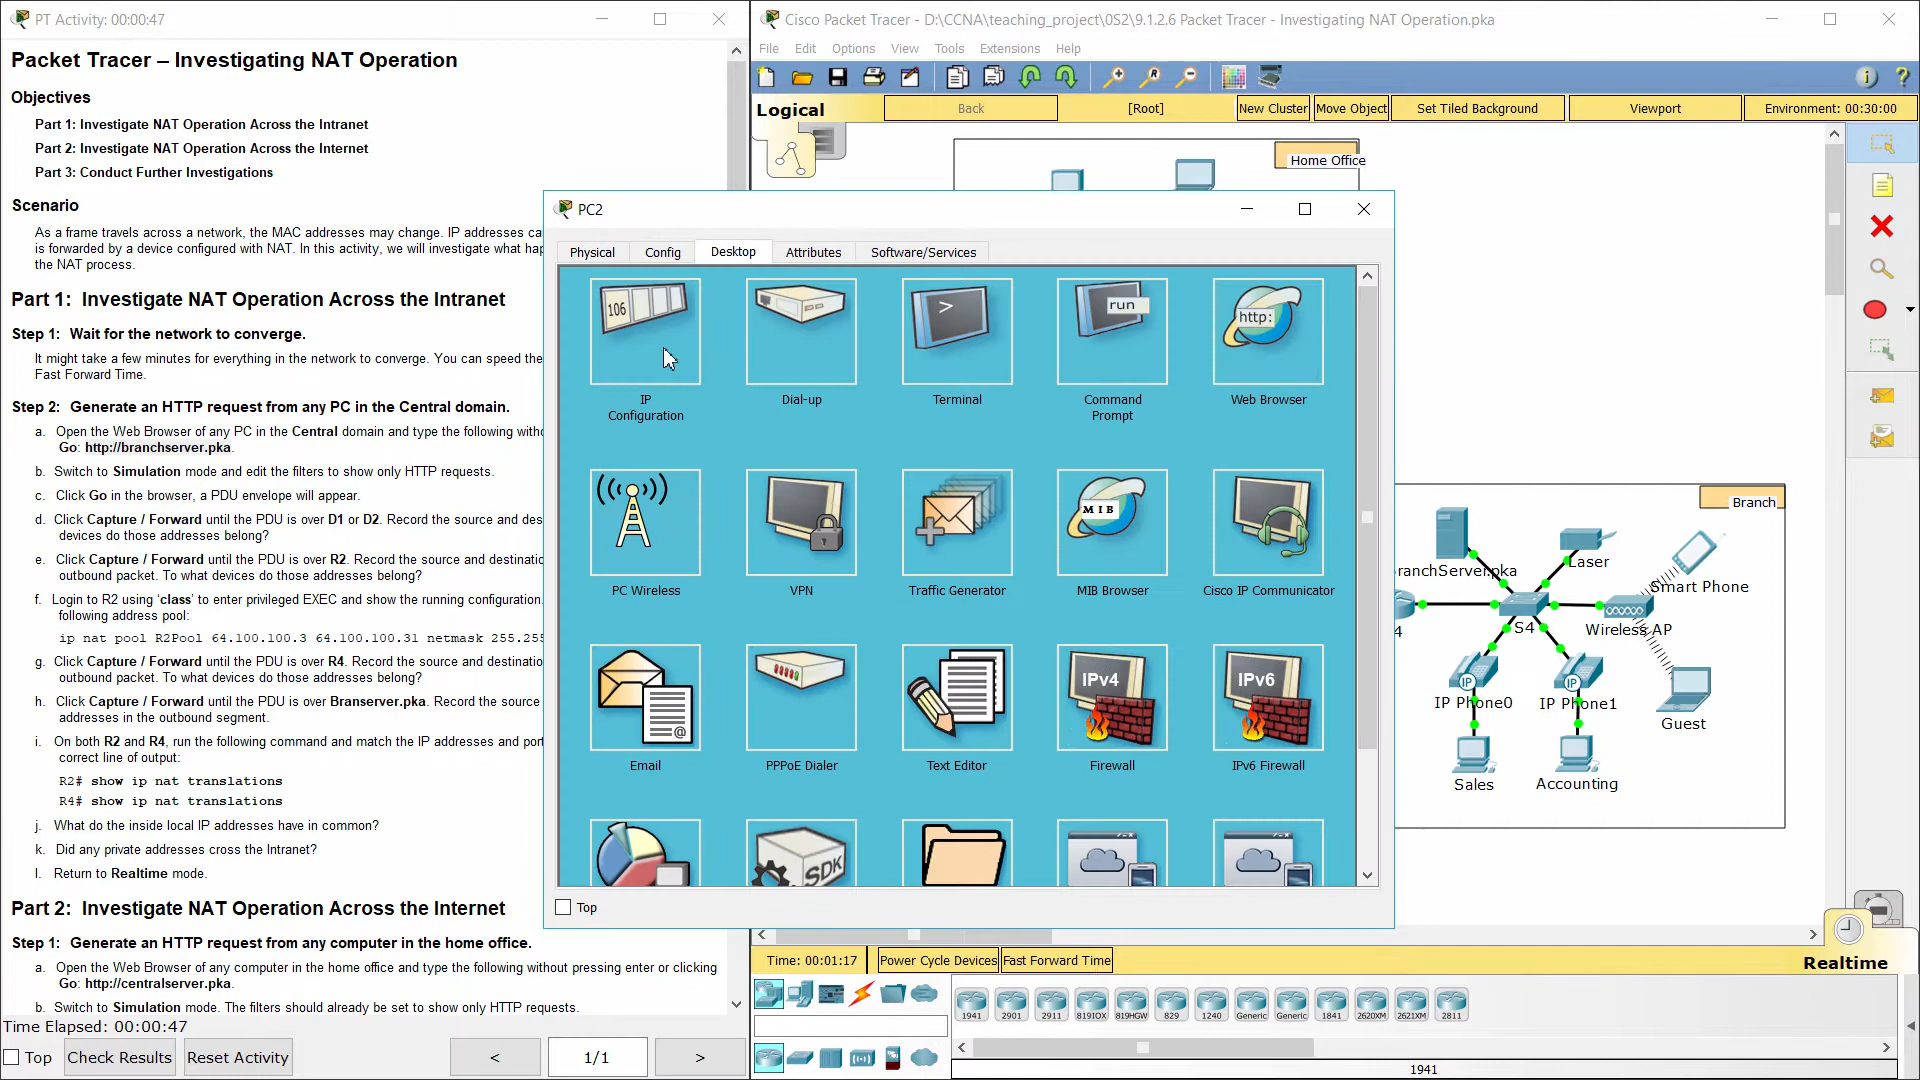 PT Activity: 00:00:47
Packet Tracer – Investigating NAT Operation
Objectives
Part 1: Investigate NAT Operation Across the Intranet
Part 2: Investigate NAT Operation Across the Internet
Part 3: Conduct Further Investigations
Scenario
As a frame travels across a network, the MAC addresses may change. IP addresses ca
is forwarded by a device configured with NAT. In this activity, we will investigate what hap
the NAT process.
Part 1: Investigate NAT Operation Across the Intranet
Step 1: Wait for the network to converge.
It might take a few minutes for everything in the network to converge. You can speed the
Fast Forward Time.
Step 2: Generate an HTTP request from any PC in the Central domain.
a. Open the Web Browser of any PC in the Central domain and type the following witho
Go: http://branchserver.pka.
b. Switch to Simulation mode and edit the filters to show only HTTP requests.
c. Click Go in the browser, a PDU envelope will appear.
d. Click Capture / Forward until the PDU is over D1 or D2. Record the source and des
devices do those addresses belong?
e. Click Capture / Forward until the PDU is over R2. Record the source and destinatio
outbound packet. To what devices do those addresses belong?
f. Login to R2 using 'class' to enter privileged EXEC and show the running configuration.
following address pool:
ip nat pool R2Pool 64.100.100.3 64.100.100.31 netmask 255.255
g. Click Capture / Forward until the PDU is over R4. Record the source and destinatio
outbound packet. To what devices do those addresses belong?
h. Click Capture / Forward until the PDU is over Branserver.pka. Record the source
addresses in the outbound segment.
i. On both R2 and R4, run the following command and match the IP addresses and port
correct line of output:
R2# show ip nat translations
R4# show ip nat translations
j. What do the inside local IP addresses have in common?
k. Did any private addresses cross the Intranet?
l. Return to Realtime mode.
Part 2: Investigate NAT Operation Across the Internet
Step 1: Generate an HTTP request from any computer in the home office.
a. Open the Web Browser of any computer in the home office and type the following without pressing enter or clicking
Go: http://centralserver.pka.
b. Switch to Simulation mode. The filters should already be set to show only HTTP requests.
Time Elapsed: 00:00:47
Top
Check Results
Reset Activity
<
1/1
>
Cisco Packet Tracer - D:\CCNA\teaching_project\0S2\9.1.2.6 Packet Tracer - Investigating NAT Operation.pka
File Edit Options View Tools Extensions Help
Logical
Back
[Root]
New Cluster
Move Object
Set Tiled Background
Viewport
Environment: 00:30:00
Home Office
PC2
Physical
Config
Desktop
Attributes
Software/Services
106
>
run
http:
IP
Configuration
Dial-up
Terminal
Command
Prompt
Web Browser
MIB
PC Wireless
VPN
Traffic Generator
MIB Browser
Cisco IP Communicator
@
IPv4
IPv6
Email
PPPoE Dialer
Text Editor
Firewall
IPv6 Firewall
SDK
Top
Branch
ranchServer.pka
Laser
Smart Phone
4
S4
Wireless AP
IP
IP
IP Phone0
IP Phone1
Guest
Sales
Accounting
Time: 00:01:17
Power Cycle Devices
Fast Forward Time
Realtime
1941
2901
2911
819IOX
819HGW
829
1240
Generic
Generic
1841
2620XM
2621XM
2811
1941